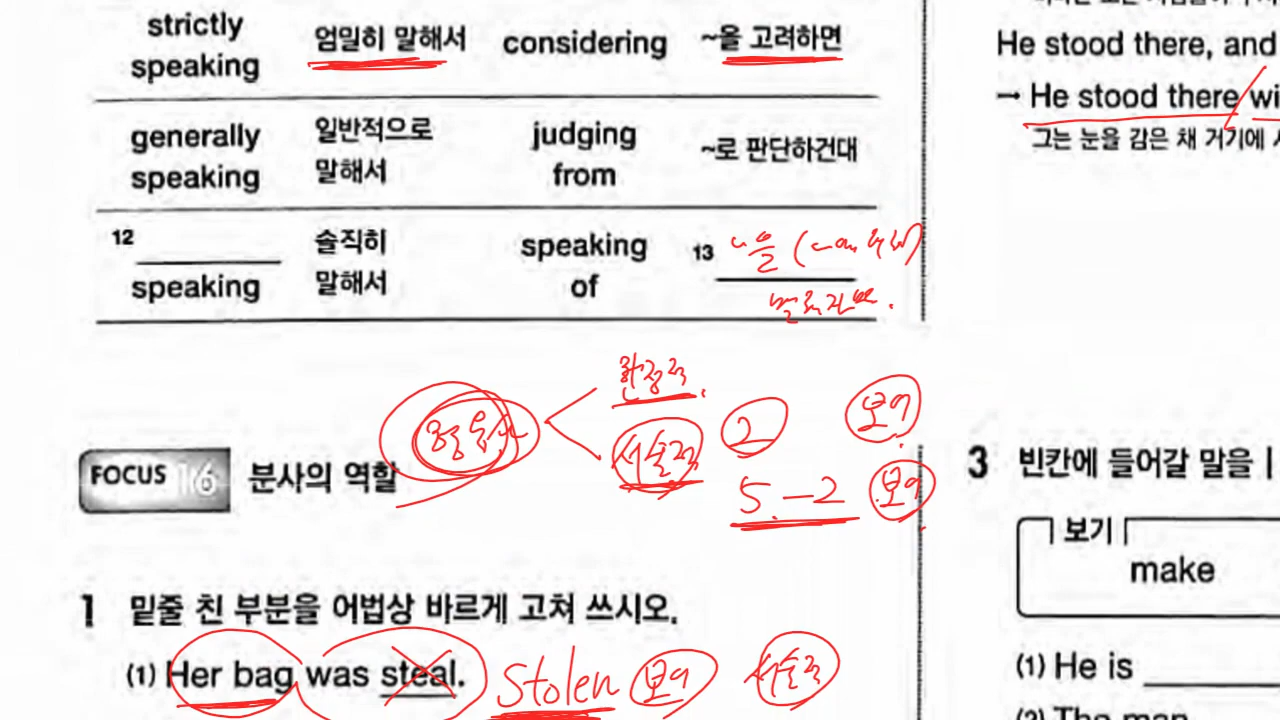 strictly speaking 엄밀히 말해서 considering ~을 고려하면
generally speaking 일반적으로 말해서 judging from ~로 판단하건대
12 speaking 솔직히 말해서 speaking of 13
형용사
한정적.
서술적 2 보어
5-2 보어
FOCUS 16 분사의 역할
1 밑줄 친 부분을 어법상 바르게 고쳐 쓰시오.
(1) Her bag was steal. Stolen 보어 서술적
He stood there, and
→ He stood there wi
그는 눈을 감은 채 거기에
3 빈칸에 들어갈 말을
보기
make
(1) He is